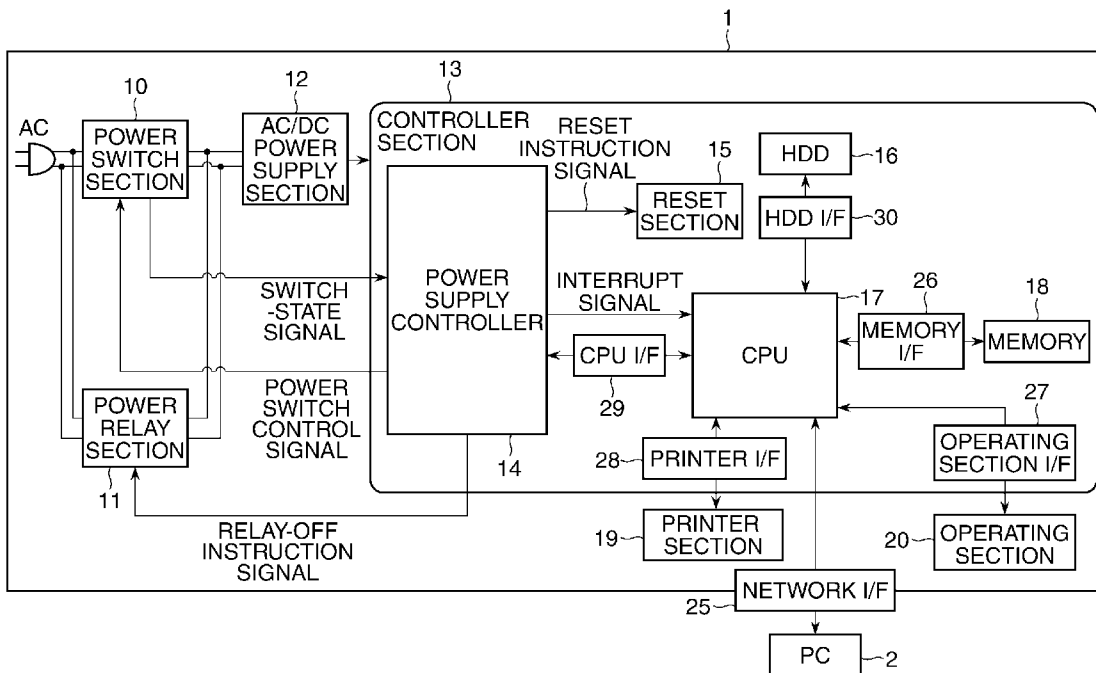 1
10
12
13
AC
POWER
SWITCH
SECTION
AC/DC
POWER
SUPPLY
SECTION
CONTROLLER
SECTION
RESET
INSTRUCTION
SIGNAL
15
RESET
SECTION
HDD
16
HDD I/F
30
SWITCH
-STATE
SIGNAL
POWER
SUPPLY
CONTROLLER
INTERRUPT
SIGNAL
17
CPU
26
MEMORY
I/F
18
MEMORY
CPU I/F
29
POWER
SWITCH
CONTROL
SIGNAL
POWER
RELAY
SECTION
11
14
28
PRINTER I/F
27
OPERATING
SECTION I/F
RELAY-OFF
INSTRUCTION
SIGNAL
19
PRINTER
SECTION
20
OPERATING
SECTION
NETWORK I/F
25
PC
2